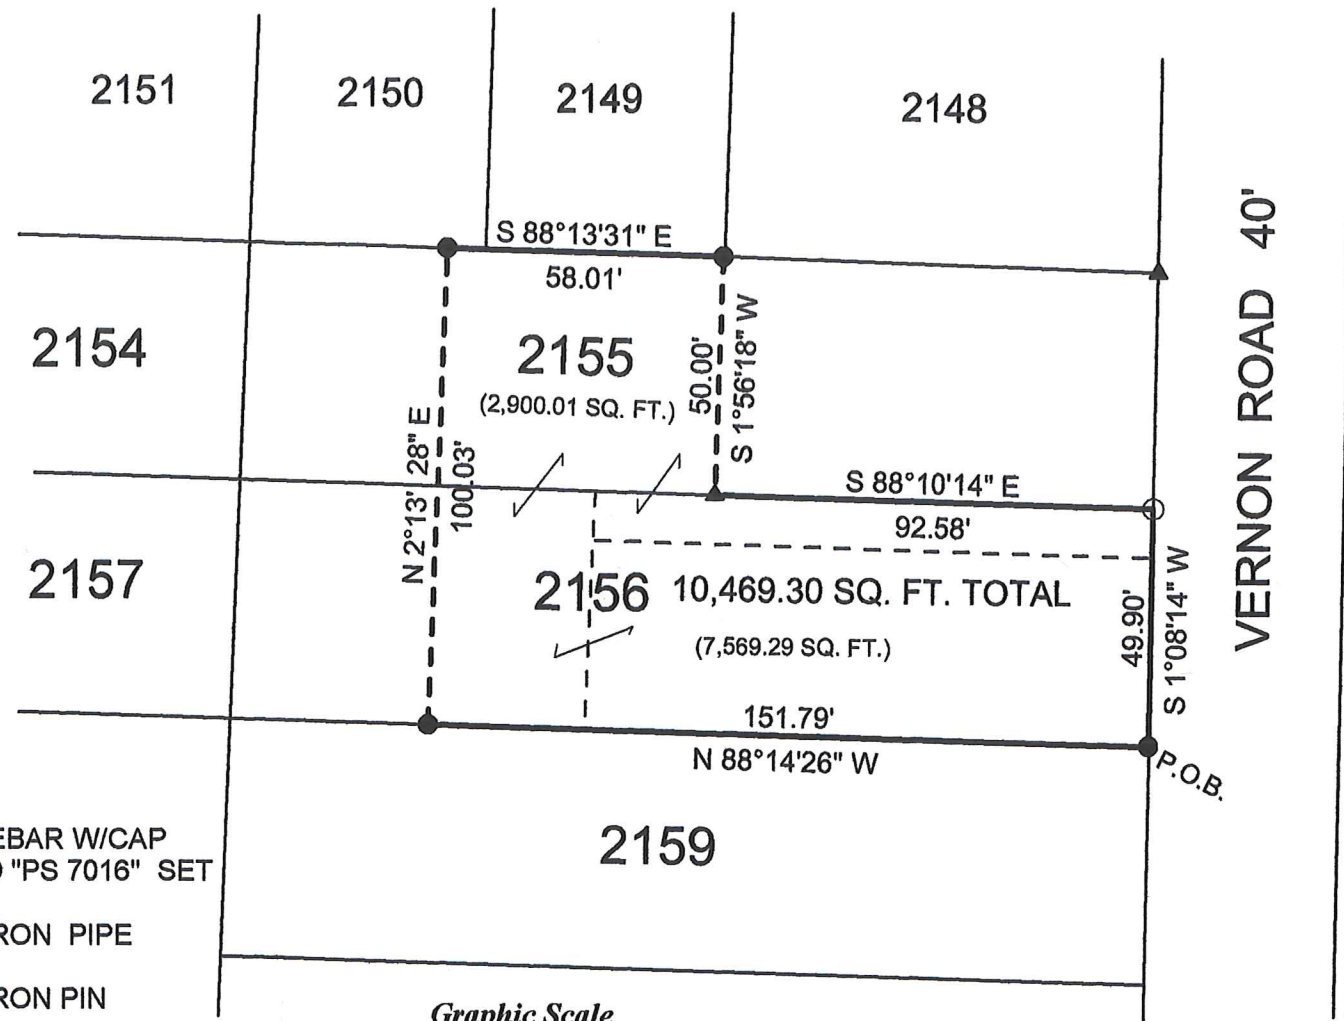 2151
2150
2149
2148
VERNON ROAD 40'
S 88°13'31" E
58.01'
2154
2155
(2,900.01 SQ. FT.)
50.00'
S 1°56'18" W
N 2°13' 28" E
100.03'
S 88°10'14" E
92.58'
2157
2156
10,469.30 SQ. FT. TOTAL
(7,569.29 SQ. FT.)
49.90'
S 1°08'14" W
151.79'
N 88°14'26" W
P.O.B.
2159
EBAR W/CAP
"PS 7016" SET
RON PIPE
RON PIN
Graphic Scale